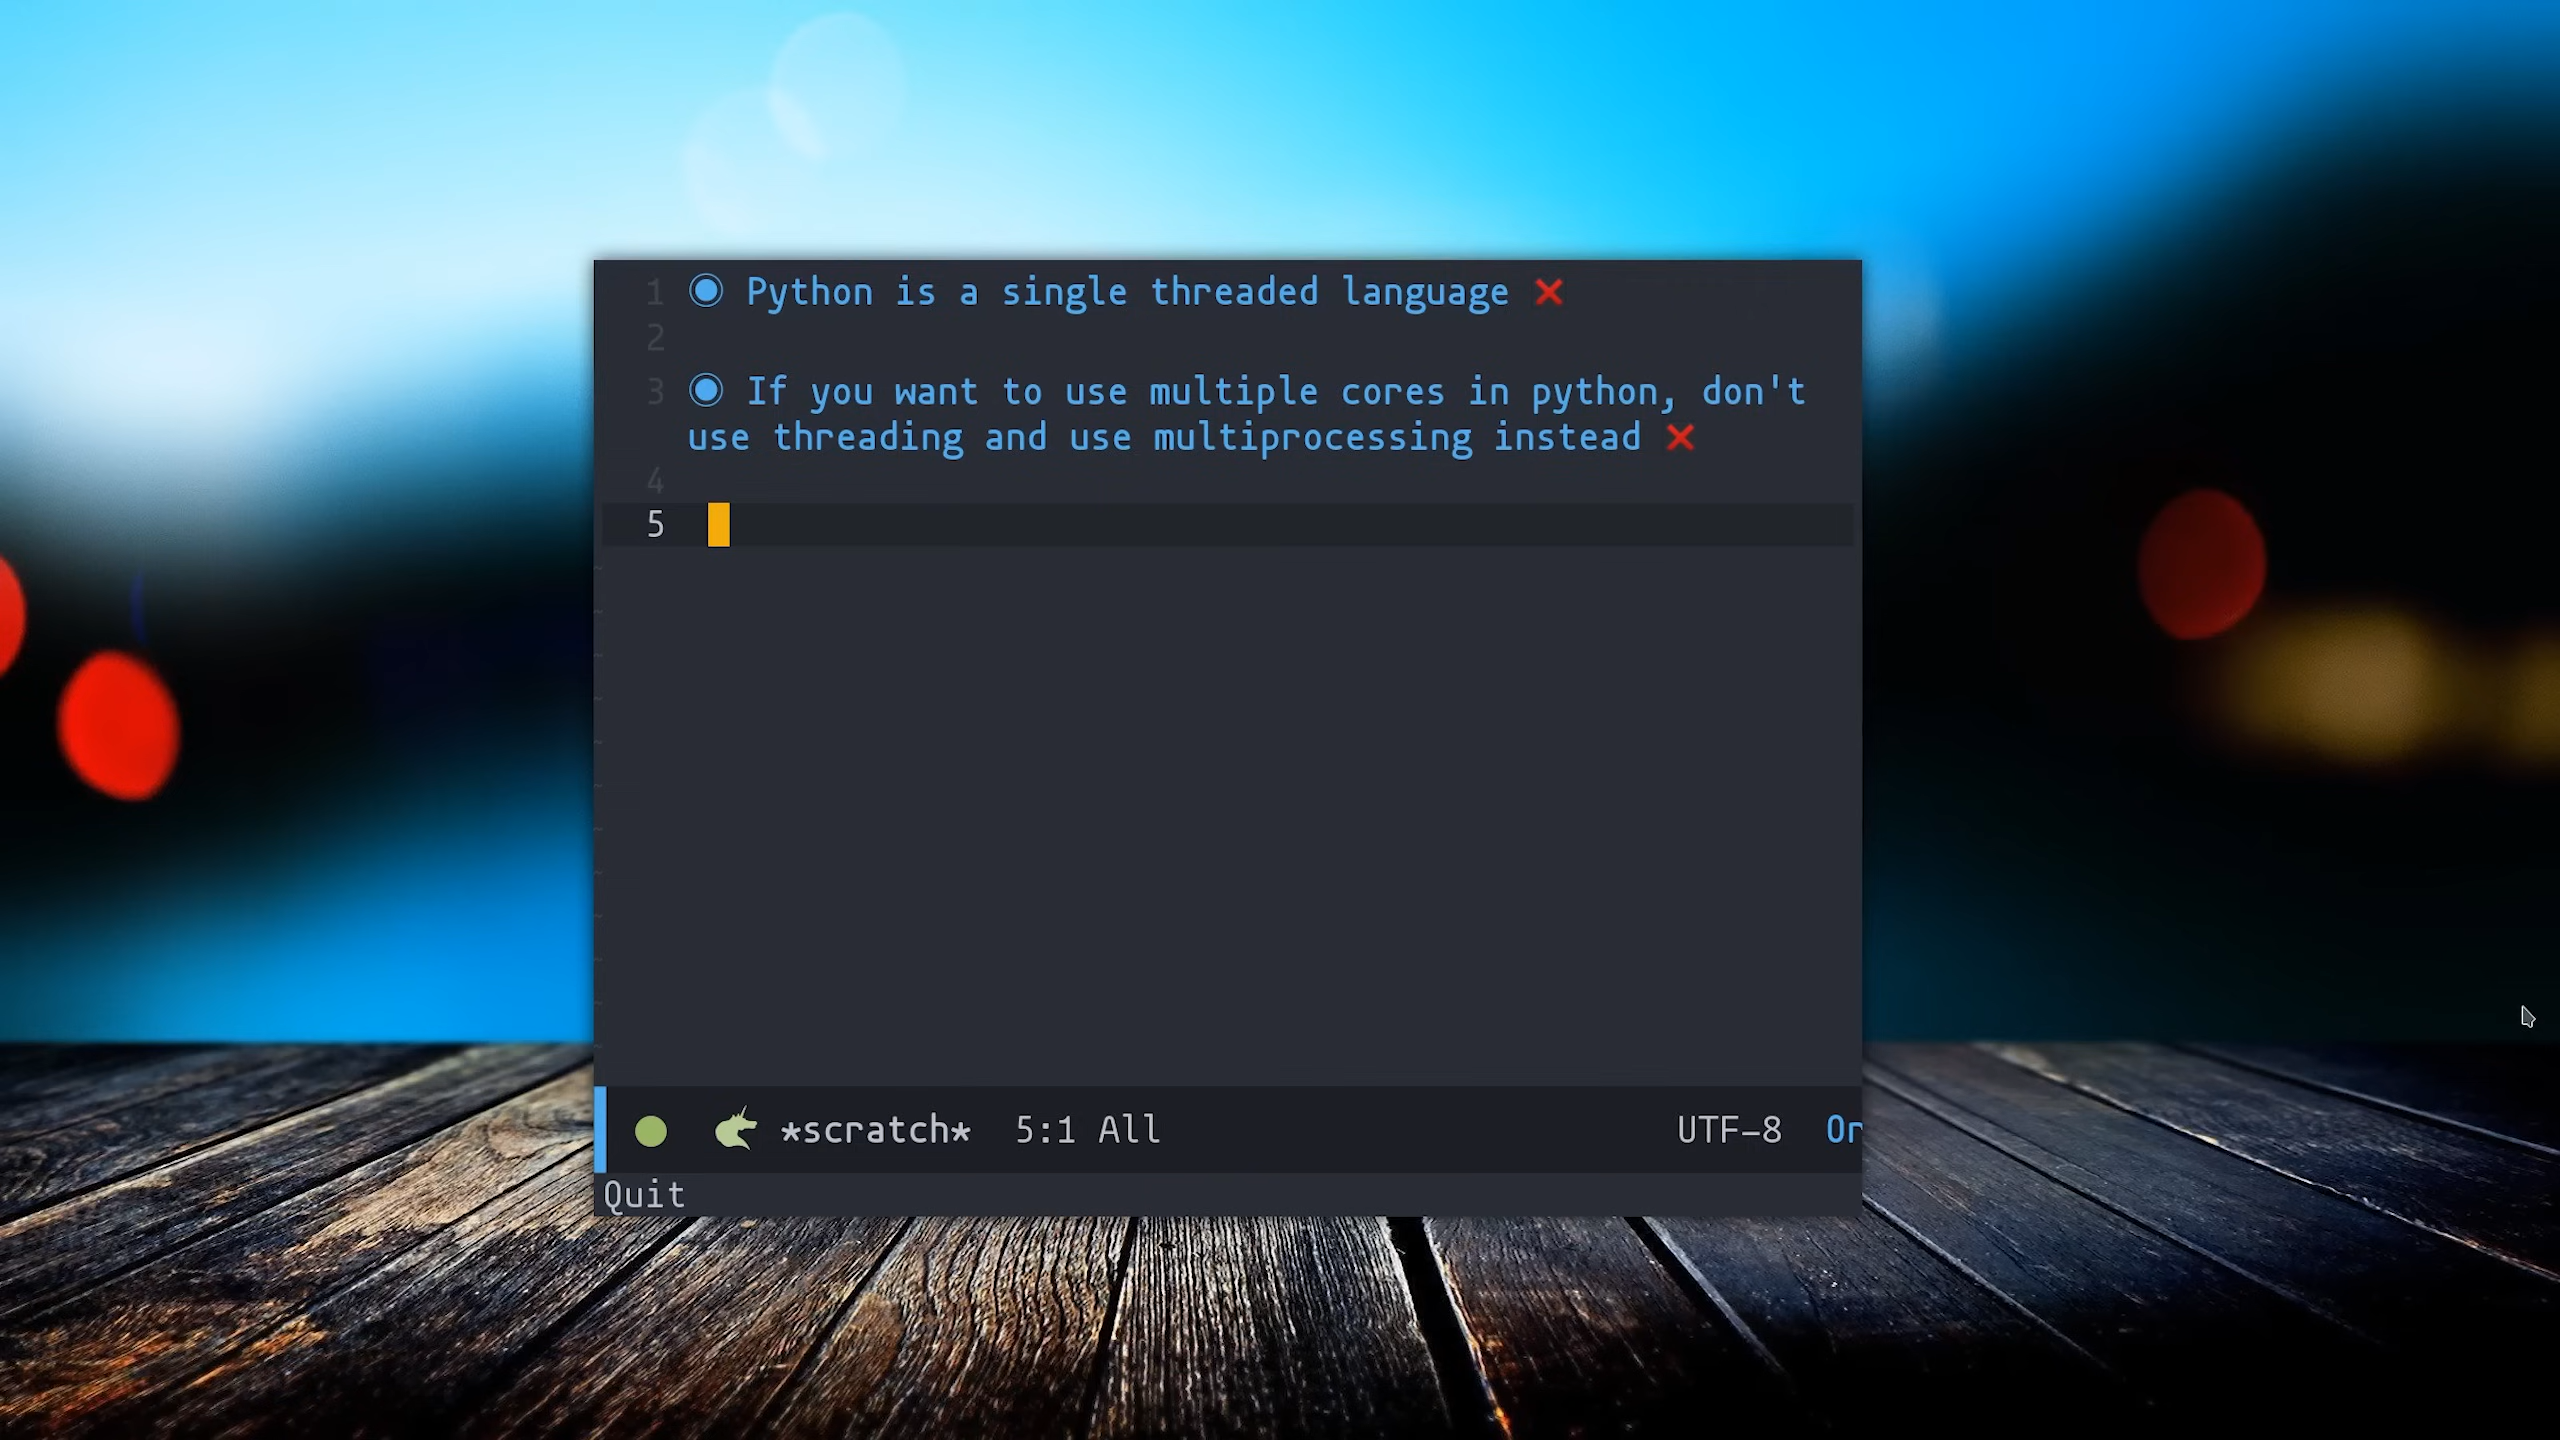 1 Python is a single threaded language ❌
2
3 If you want to use multiple cores in python, don't
use threading and use multiprocessing instead ❌
4
5
*scratch* 5:1 All UTF-8 Or
Quit